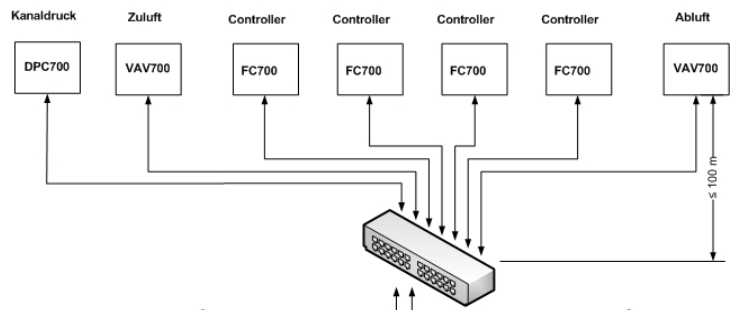 Kanaldruck Zuluft Controller Controller Controller Controller Abluft
DPC700 VAV700 FC700 FC700 FC700 FC700 VAV700
≤ 100 m